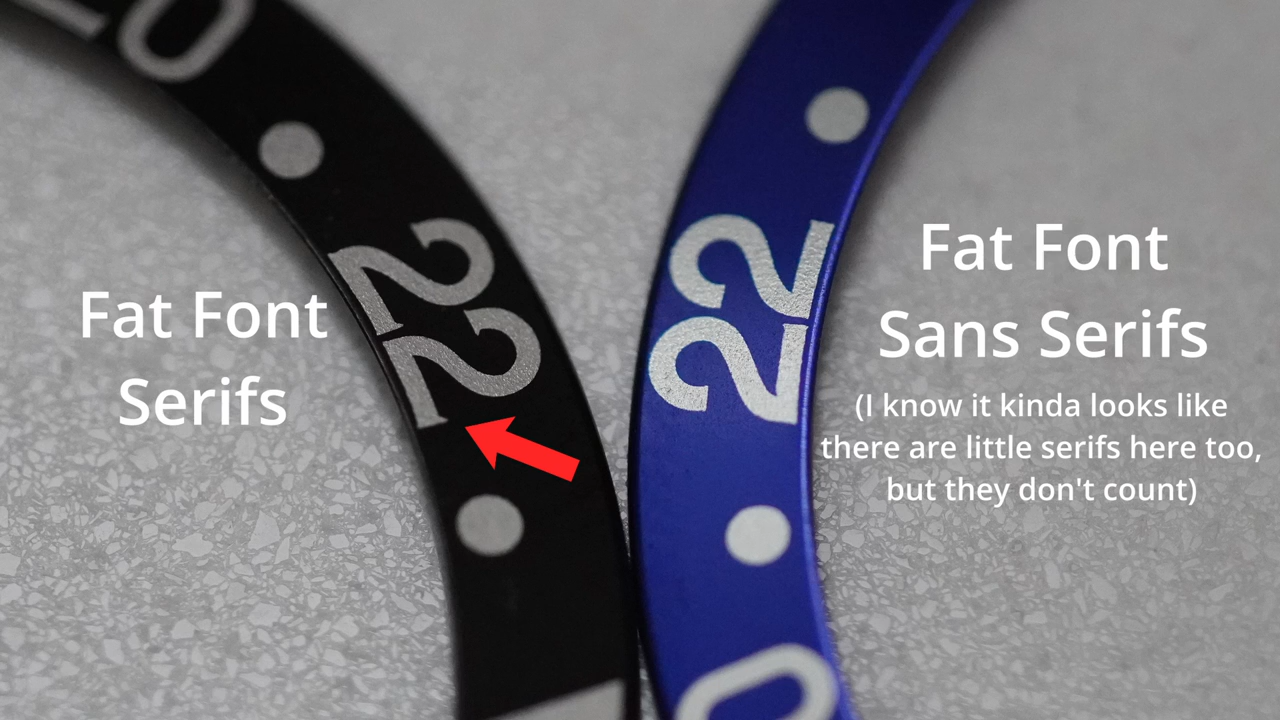 22
22
Fat Font
Serifs
Fat Font
Sans Serifs
(I know it kinda looks like
there are little serifs here too,
but they don't count)